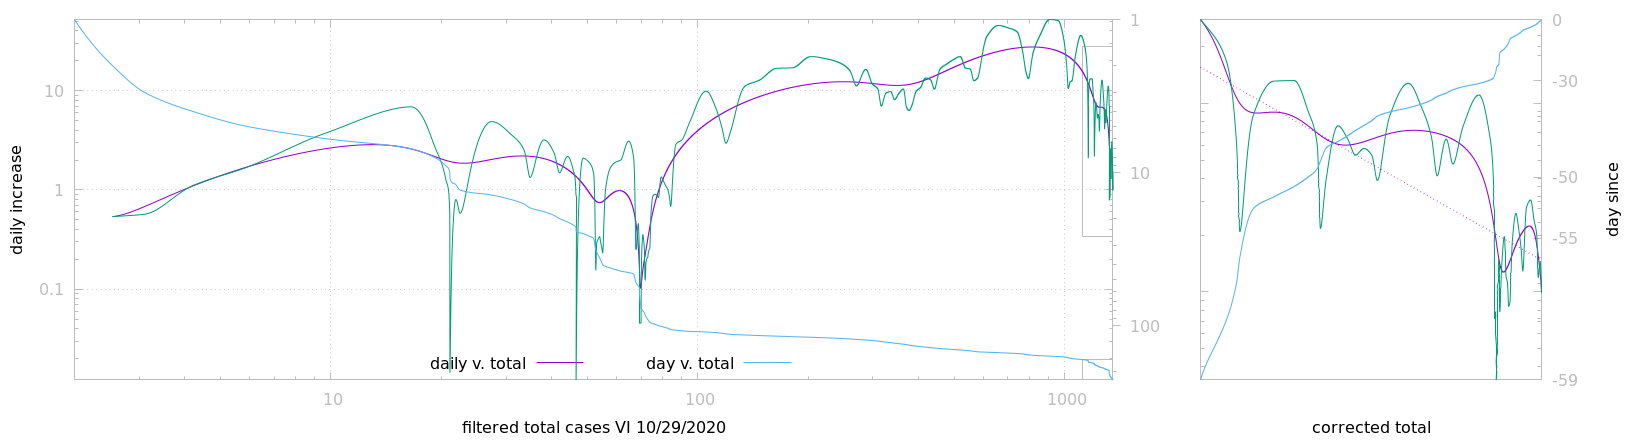 daily increase
10
1
0.1
10
100
1000
1
10
100
daily v. total
day v. total
filtered total cases VI 10/29/2020
0
-30
-50
-55
-59
day since
corrected total